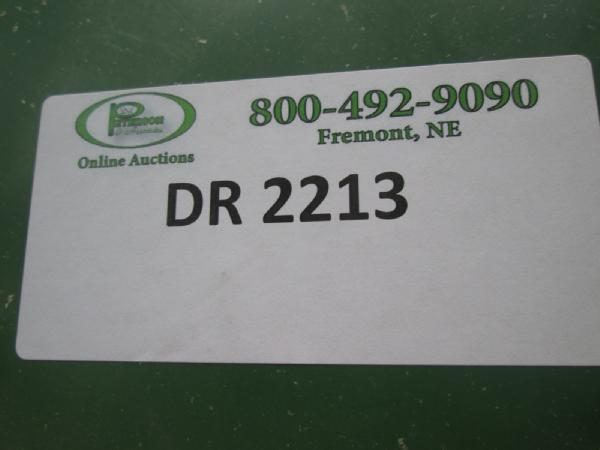 Online Auctions
800-492-9090
Fremont, NE
DR 2213